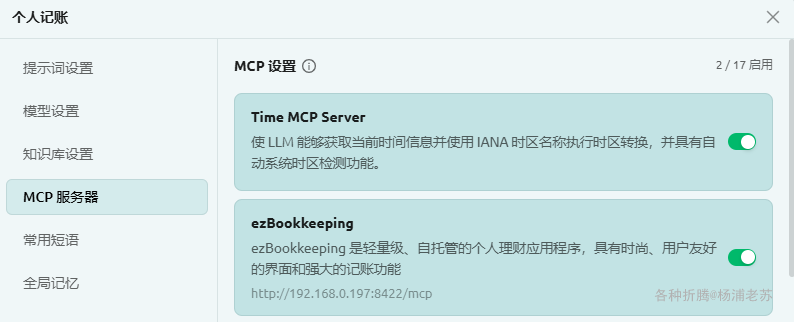 个人记账
提示词设置
模型设置
知识库设置
MCP 服务器
常用短语
全局记忆
MCP 设置
2 / 17 启用
Time MCP Server
使 LLM 能够获取当前时间信息并使用 IANA 时区名称执行时区转换，并具有自
动系统时区检测功能。
ezBookkeeping
ezBookkeeping 是轻量级、自托管的个人理财应用程序，具有时尚、用户友好
的界面和强大的记账功能
http://192.168.0.197:8422/mcp
各种折腾@杨浦老苏